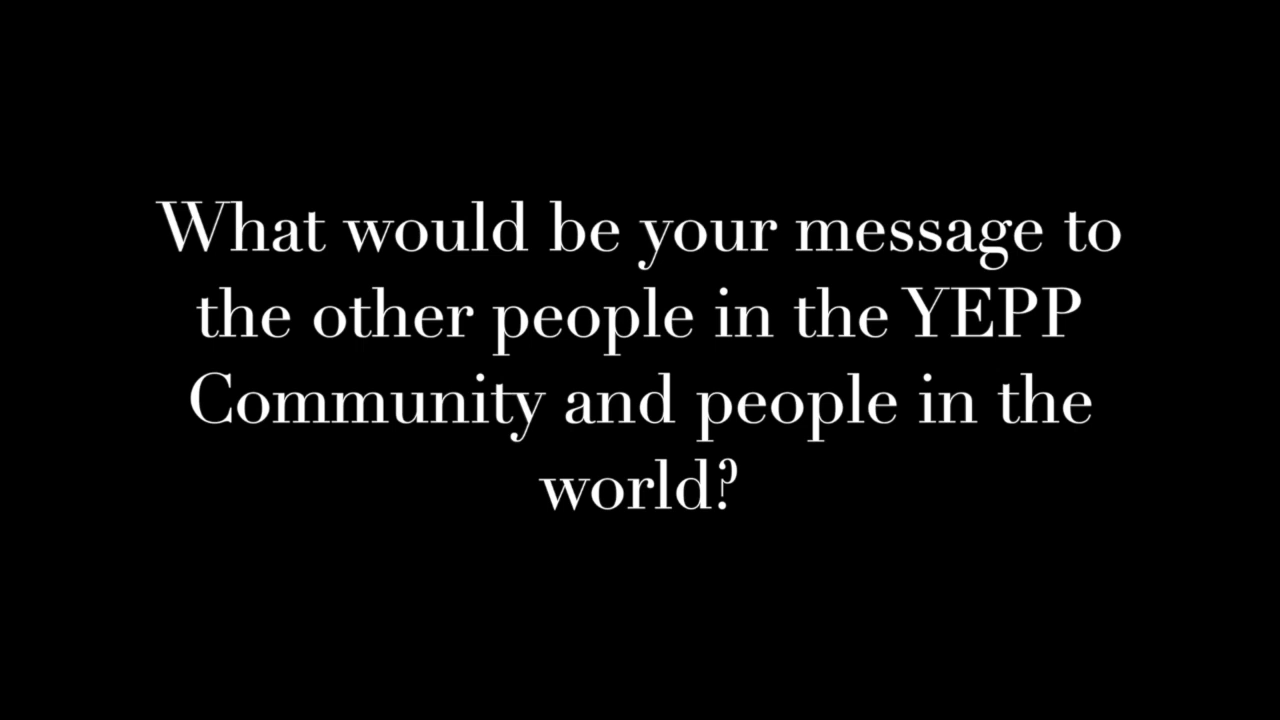 What would be your message to
the other people in the YEPP
Community and people in the
world?